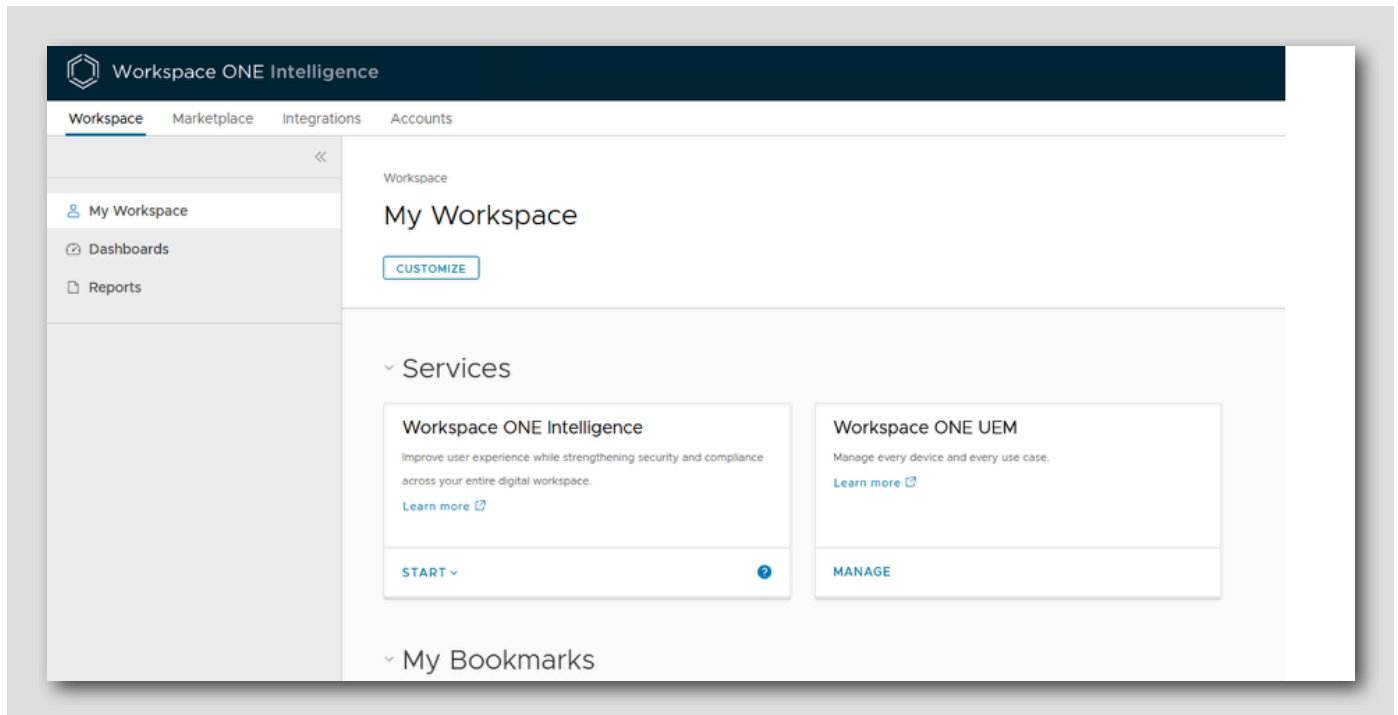 Workspace ONE Intelligence
Workspace Marketplace Integrations Accounts
My Workspace
Dashboards
Reports
Workspace
My Workspace
CUSTOMIZE
Services
Workspace ONE Intelligence
Improve user experience while strengthening security and compliance
across your entire digital workspace.
Learn more
START
?
Workspace ONE UEM
Manage every device and every use case.
Learn more
MANAGE
My Bookmarks